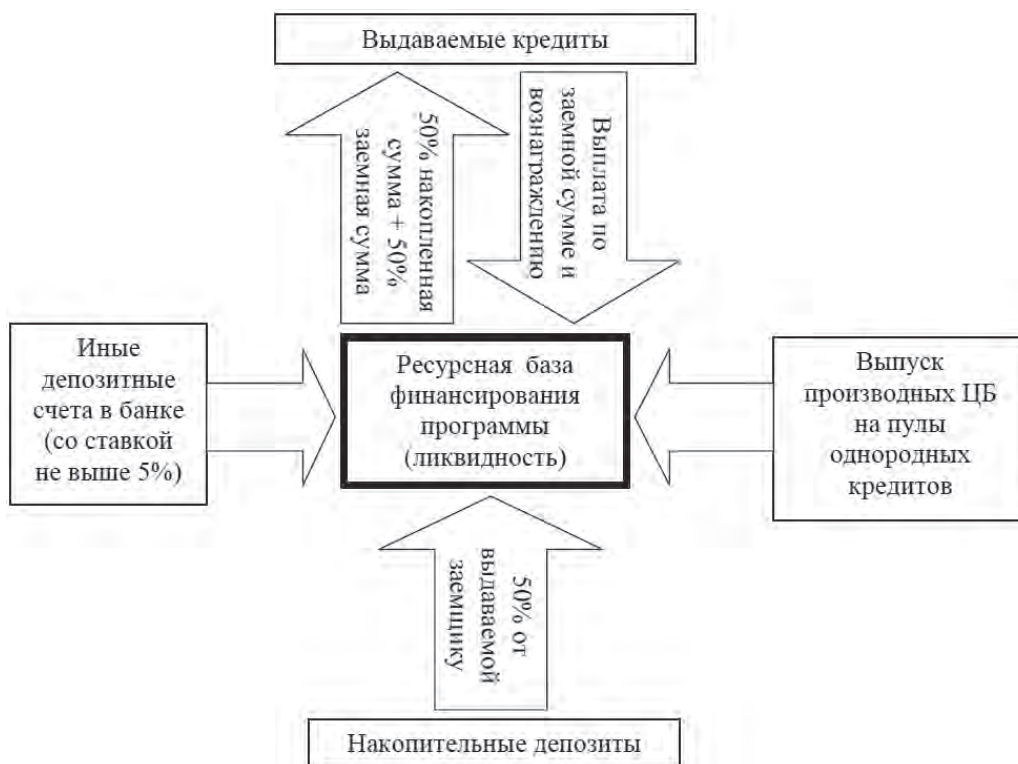 Выдаваемые кредиты
50% накопленная
сумма + 50%
заемная сумма
Выплата по
заемной сумме и
вознаграждению
Иные
депозитные
счета в банке
(со ставкой
не выше 5%)
Ресурсная база
финансирования
программы
(ликвидность)
Выпуск
производных ЦБ
на пулы
однородных
кредитов
50% от
выдаваемой
заемщику
Накопительные депозиты